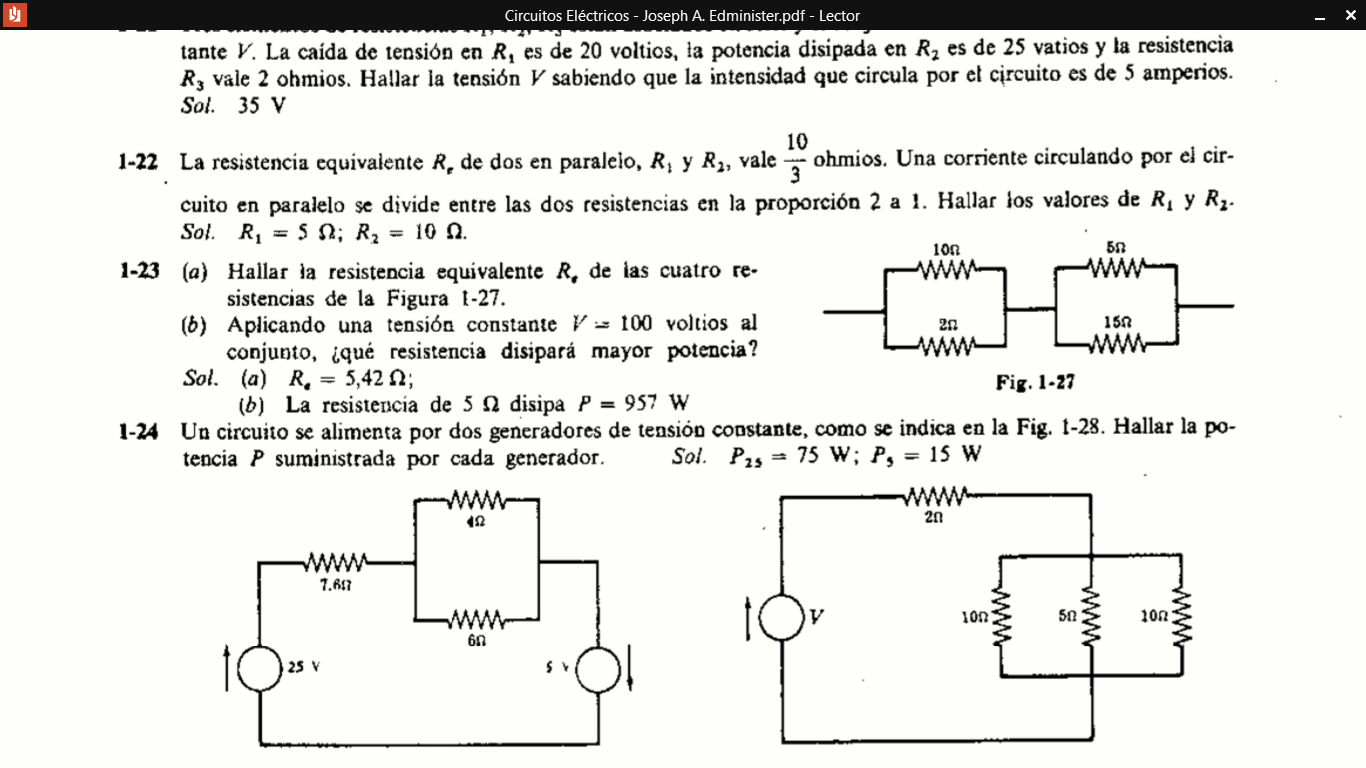 Circuitos Eléctricos - Joseph A. Edminister.pdf - Lector
tante V. La caída de tensión en R₁ es de 20 voltios, la potencia disipada en R₂ es de 25 vatios y la resistencia
R₃ vale 2 ohmios. Hallar la tensión V sabiendo que la intensidad que circula por el circuito es de 5 amperios.
Sol. 35 V
1-22 La resistencia equivalente Rₑ de dos en paralelo, R₁ y R₂, vale 10/3 ohmios. Una corriente circulando por el cir-
cuito en paralelo se divide entre las dos resistencias en la proporción 2 a 1. Hallar los valores de R₁ y R₂.
Sol. R₁ = 5 Ω; R₂ = 10 Ω.
1-23 (a) Hallar la resistencia equivalente Rₑ de las cuatro re-
sistencias de la Figura 1-27.
(b) Aplicando una tensión constante V = 100 voltios al
conjunto, ¿qué resistencia disipará mayor potencia?
Sol. (a) Rₑ = 5,42 Ω;
(b) La resistencia de 5 Ω disipa P = 957 W
10Ω
5Ω
2Ω
15Ω
Fig. 1-27
1-24 Un circuito se alimenta por dos generadores de tensión constante, como se indica en la Fig. 1-28. Hallar la po-
tencia P suministrada por cada generador. Sol. P₂₅ = 75 W; P₅ = 15 W
4Ω
7.6Ω
6Ω
25 V
5 V
2Ω
V
10Ω
5Ω
10Ω